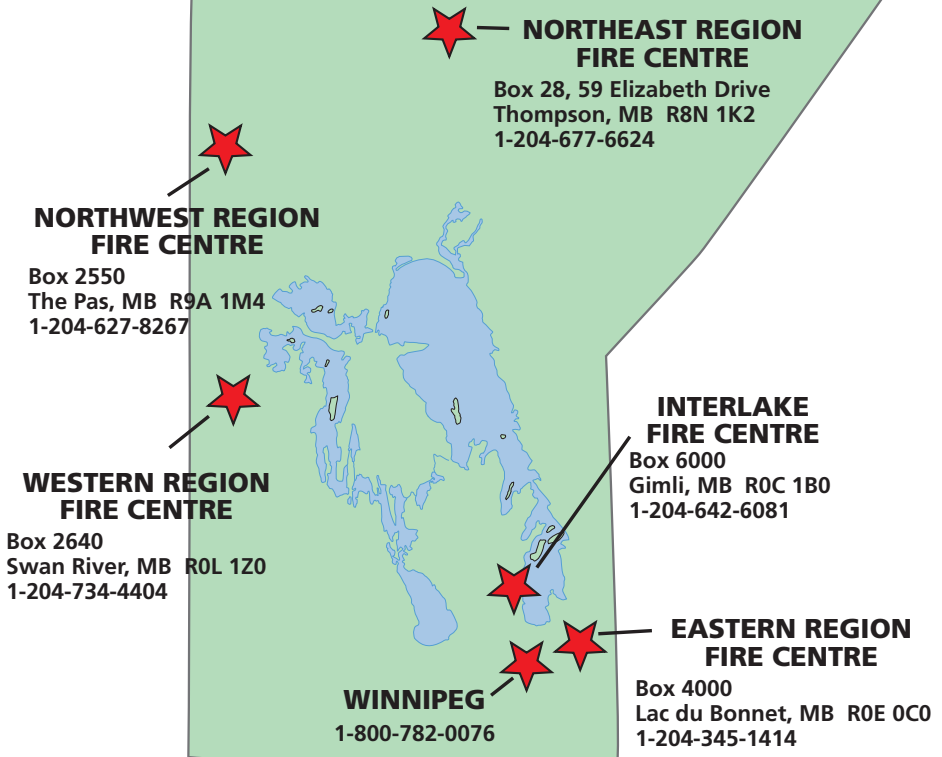 NORTHEAST REGION
FIRE CENTRE
Box 28, 59 Elizabeth Drive
Thompson, MB  R8N 1K2
1-204-677-6624
NORTHWEST REGION
FIRE CENTRE
Box 2550
The Pas, MB  R9A 1M4
1-204-627-8267
INTERLAKE
FIRE CENTRE
Box 6000
Gimli, MB  R0C 1B0
1-204-642-6081
WESTERN REGION
FIRE CENTRE
Box 2640
Swan River, MB  R0L 1Z0
1-204-734-4404
EASTERN REGION
FIRE CENTRE
Box 4000
Lac du Bonnet, MB  R0E 0C0
1-204-345-1414
WINNIPEG
1-800-782-0076